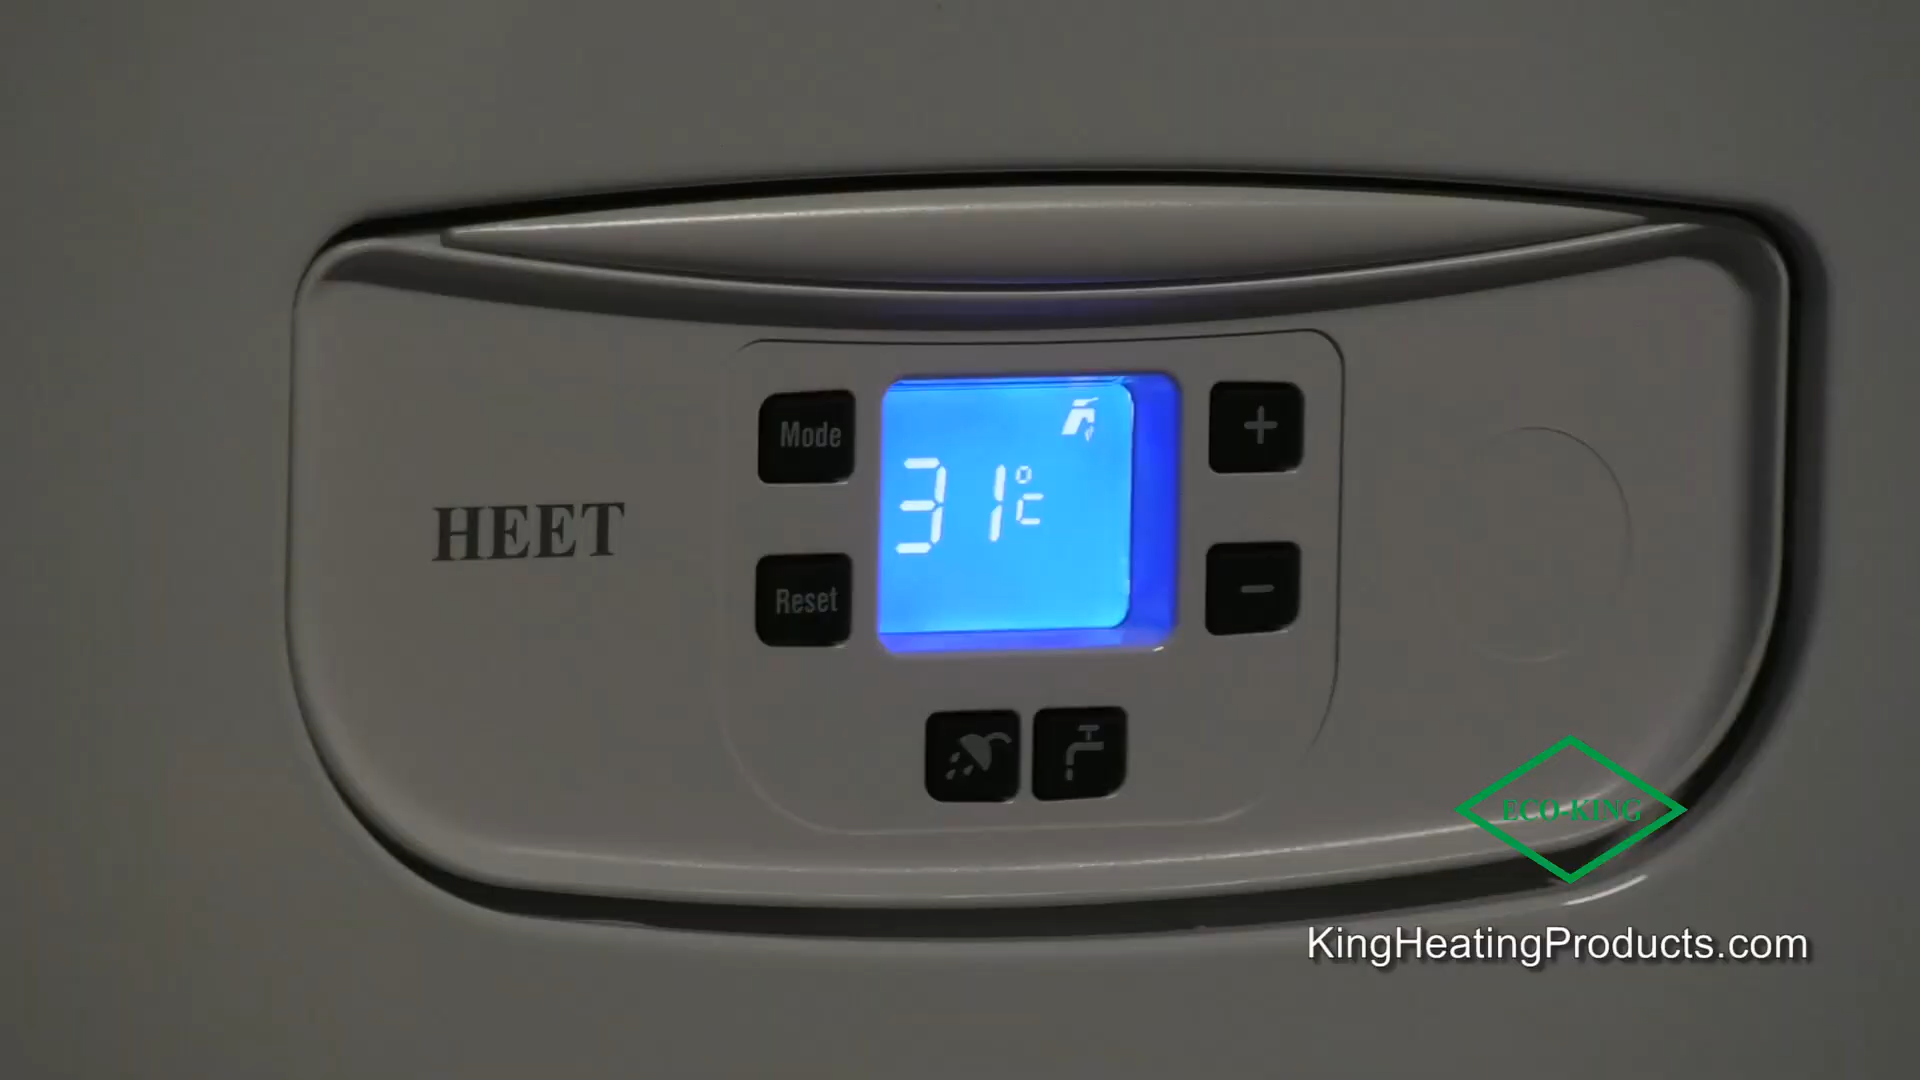 Mode
+
31°C
HEET
Reset
-
ECO-KING
KingHeatingProducts.com